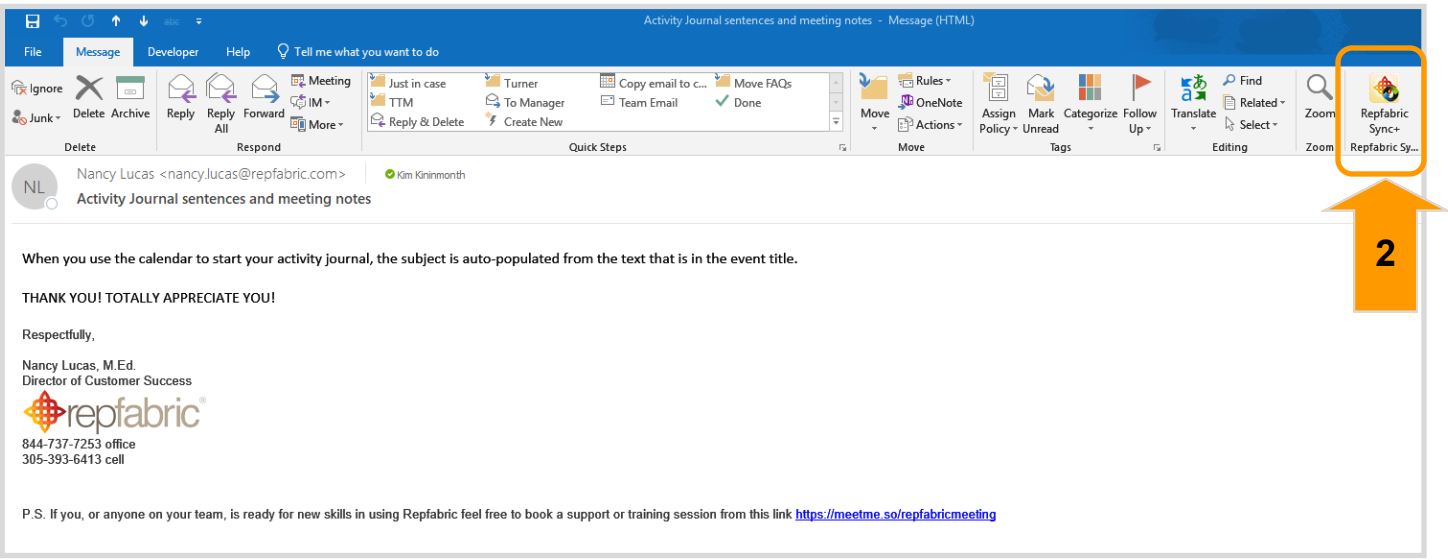 abc
Activity Journal sentences and meeting notes - Message (HTML)
File Message Developer Help Tell me what you want to do
Ignore
Junk
Delete
Archive
Delete
Reply
Reply All
Forward
Meeting
IM
More
Respond
Just in case
TTM
Reply & Delete
Turner
To Manager
Create New
Copy email to c...
Team Email
Move FAQs
Done
Quick Steps
Move
Rules
OneNote
Actions
Move
Assign Policy
Mark Unread
Categorize
Follow Up
Tags
Translate
Find
Related
Select
Editing
Zoom
Zoom
Repfabric
Sync+
Repfabric Sy...
2
NL
Nancy Lucas <nancy.lucas@repfabric.com>
Kim Kininmonth
Activity Journal sentences and meeting notes
When you use the calendar to start your activity journal, the subject is auto-populated from the text that is in the event title.
THANK YOU! TOTALLY APPRECIATE YOU!
Respectfully,
Nancy Lucas, M.Ed.
Director of Customer Success
repfabric®
844-737-7253 office
305-393-6413 cell
P.S. If you, or anyone on your team, is ready for new skills in using Repfabric feel free to book a support or training session from this link https://meetme.so/repfabricmeeting